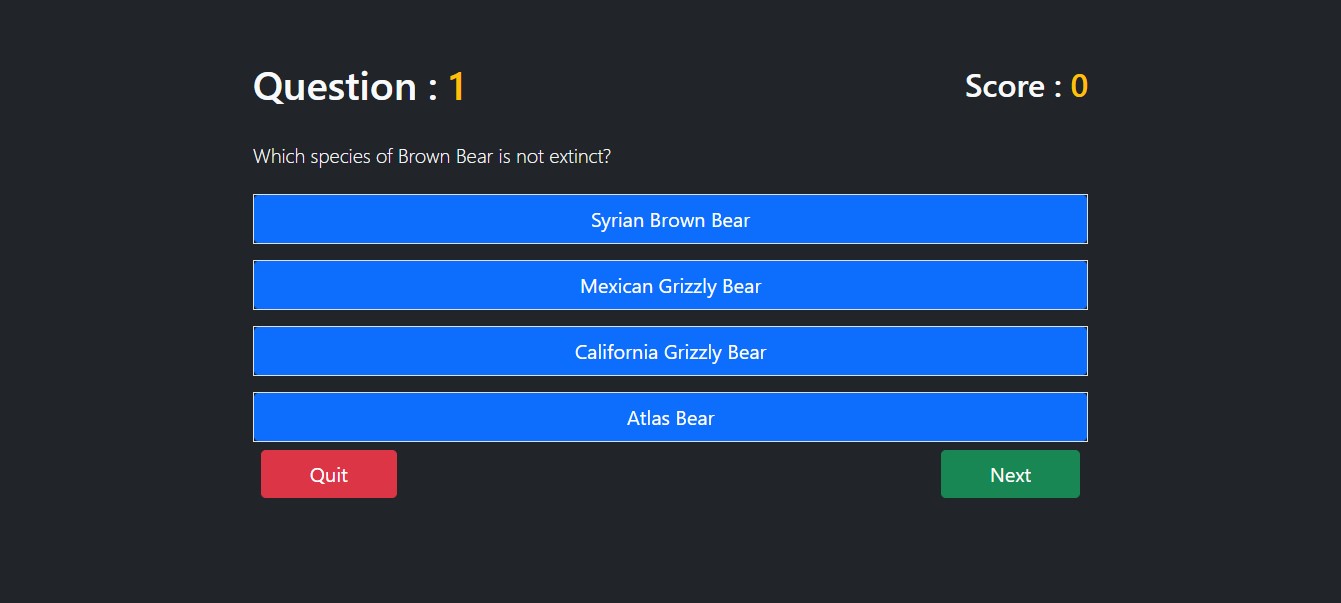 Question : 1
Score : 0
Which species of Brown Bear is not extinct?
Syrian Brown Bear
Mexican Grizzly Bear
California Grizzly Bear
Atlas Bear
Quit
Next